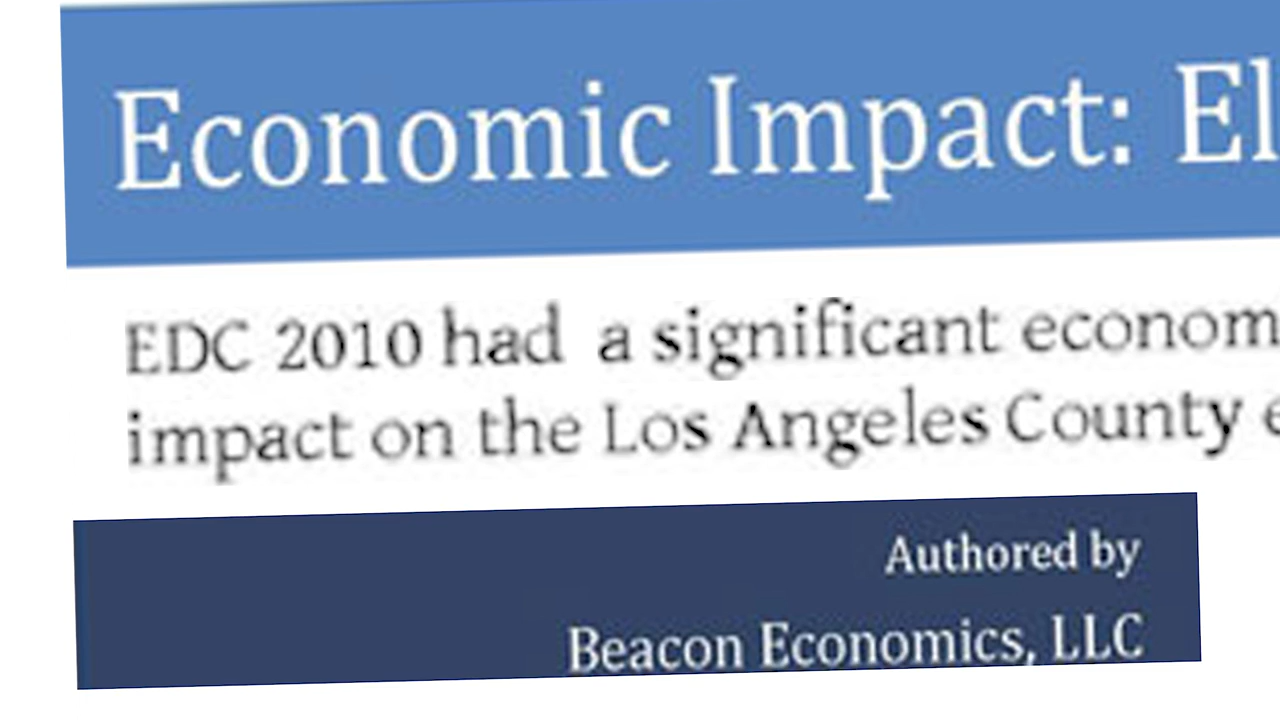 Economic Impact: El
EDC 2010 had a significant econom
impact on the Los Angeles County e
Authored by
Beacon Economics, LLC